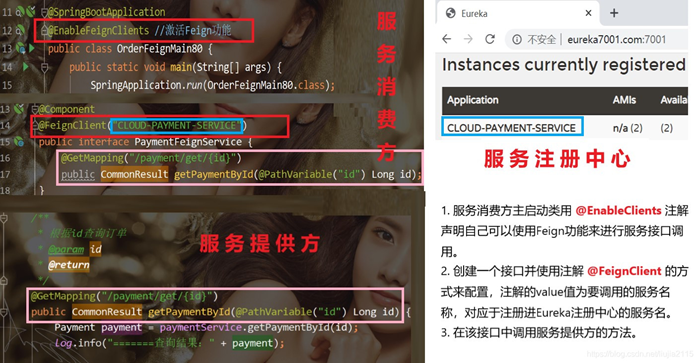 @SpringBootApplication
12 @EnableFeignClients //激活Feign功能
13 public class OrderFeignMain80 {
14 public static void main(String[] args) {
15 SpringApplication.run(OrderFeignMain80.class);
服务消费方
13 @Component
14 @FeignClient("CLOUD-PAYMENT-SERVICE")
15 public interface PaymentFeignService {
16 @GetMapping("/payment/get/{id}")
17 public CommonResult getPaymentById(@PathVariable("id") Long id);
18 }
/**
* 根据id查询订单
* @param id
* @return
*/
服务提供方
@GetMapping("/payment/get/{id}")
public CommonResult getPaymentById(@PathVariable("id") Long id) {
Payment payment = paymentService.getPaymentById(id);
Log.info("=======查询结果：" + payment);
Eureka
不安全 | eureka7001.com:7001
Instances currently registered
Application AMIs Availa
CLOUD-PAYMENT-SERVICE n/a (2) (2)
服务注册中心
1. 服务消费方主启动类用 @EnableClients 注解
声明自己可以使用Feign功能来进行服务接口调
用。
2. 创建一个接口并使用注解 @FeignClient 的方
式来配置，注解的value值为要调用的服务名
称，对应于注册进Eureka注册中心的服务名。
3. 在该接口中调用服务提供方的方法。